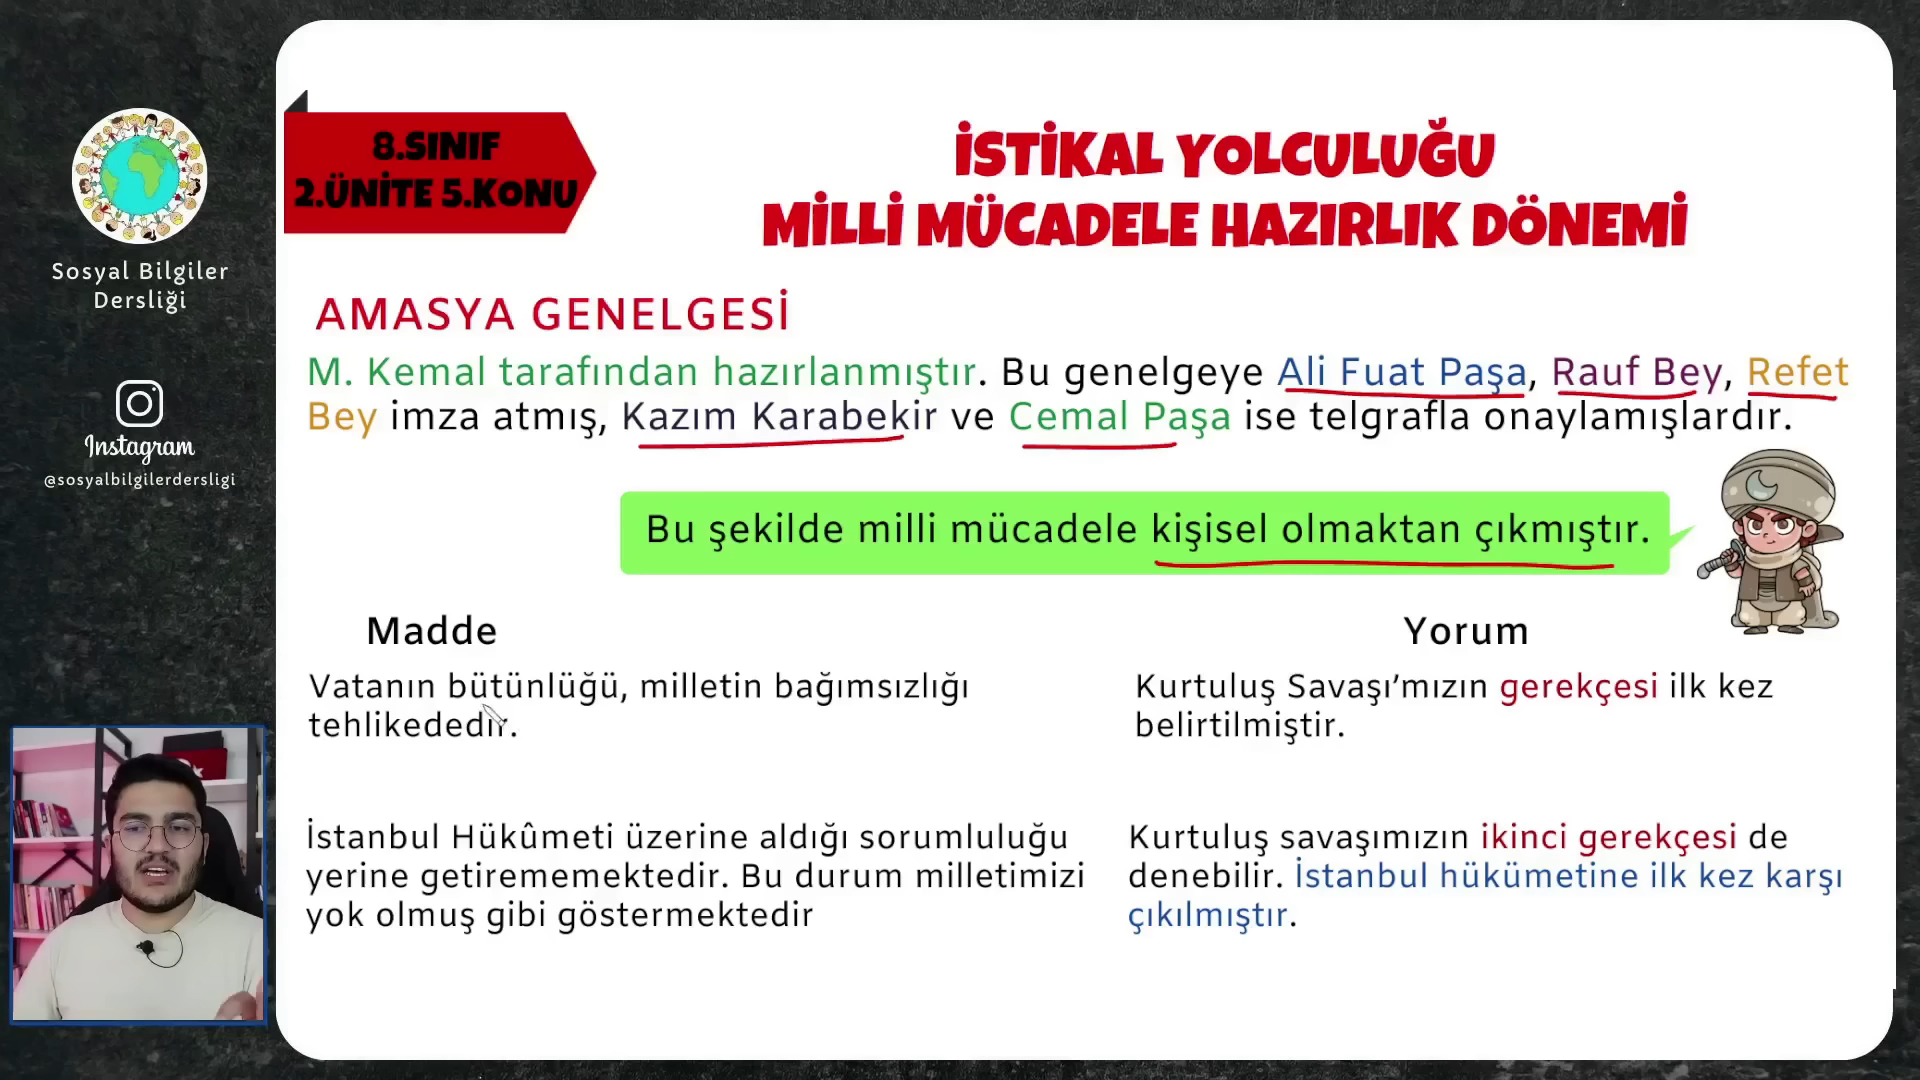 8.SINIF
2.ÜNİTE 5.KONU
İSTİKAL YOLCULUĞU
MİLLİ MÜCADELE HAZIRLIK DÖNEMİ
Sosyal Bilgiler
Dersliği
Instagram
@sosyalbilgilerdersligi
AMASYA GENELGESİ
M. Kemal tarafından hazırlanmıştır. Bu genelgeye Ali Fuat Paşa, Rauf Bey, Refet
Bey imza atmış, Kazım Karabekir ve Cemal Paşa ise telgrafla onaylamışlardır.
Bu şekilde milli mücadele kişisel olmaktan çıkmıştır.
Madde
Vatanın bütünlüğü, milletin bağımsızlığı
tehlikededir.
İstanbul Hükûmeti üzerine aldığı sorumluluğu
yerine getirememektedir. Bu durum milletimizi
yok olmuş gibi göstermektedir
Yorum
Kurtuluş Savaşı’mızın gerekçesi ilk kez
belirtilmiştir.
Kurtuluş savaşımızın ikinci gerekçesi de
denebilir. İstanbul hükümetine ilk kez karşı
çıkılmıştır.